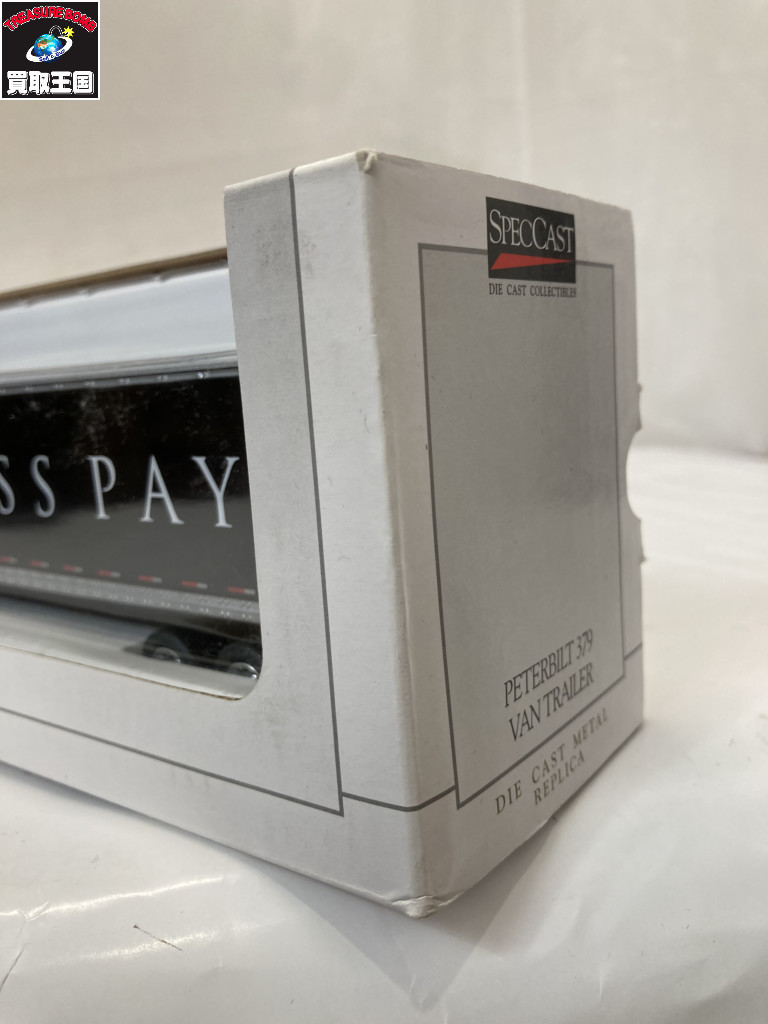 TREASURE BOMB
買取王国
SPECCAST
DIE CAST COLLECTIBLES
SS PAY
PETERBILT 379
VAN TRAILER
DIE CAST METAL
REPLICA